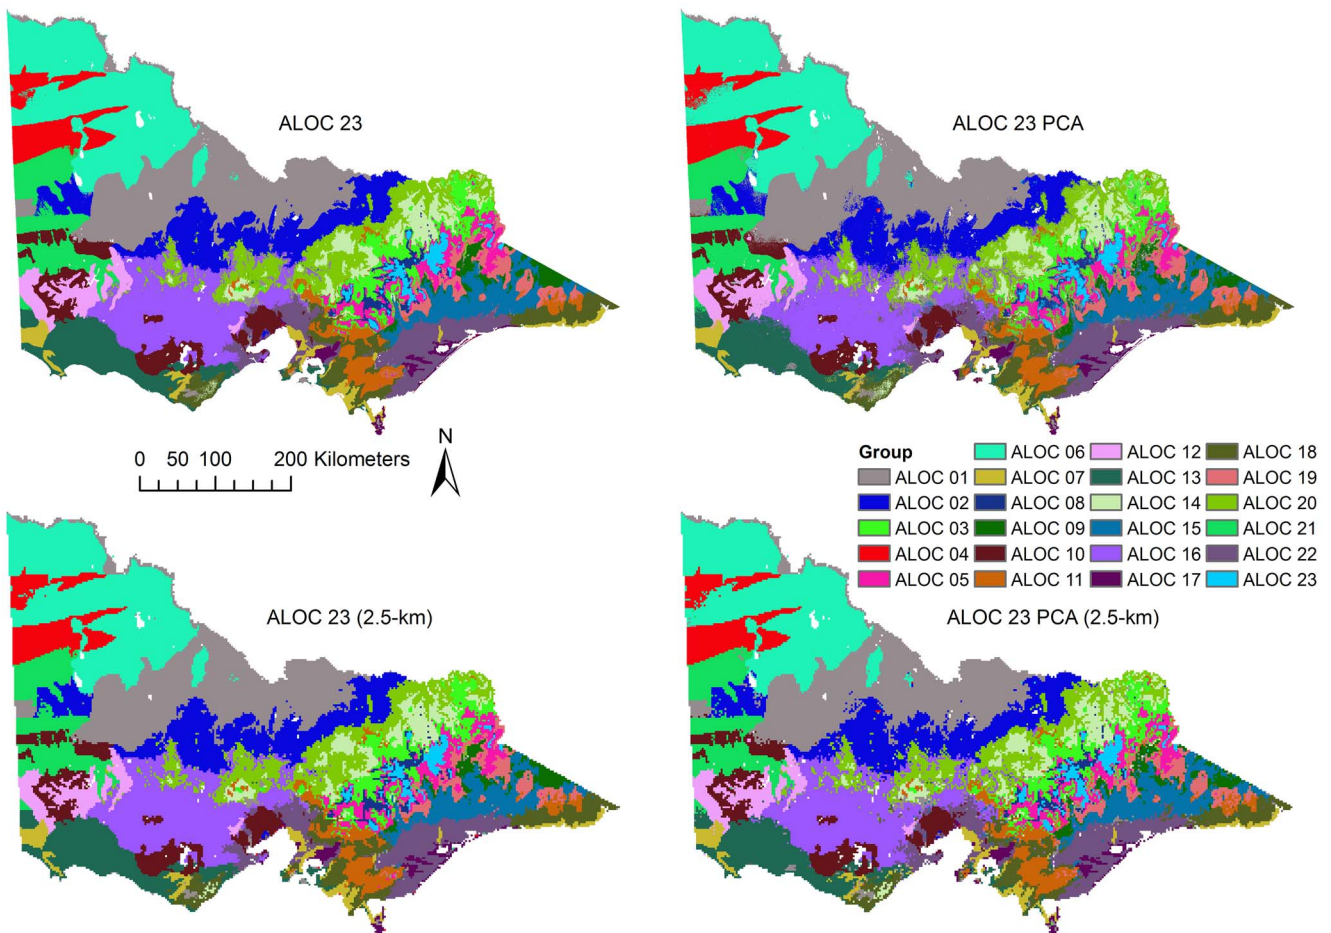 ALOC 23
ALOC 23 PCA
N
0 50 100 200 Kilometers
Group
ALOC 01
ALOC 02
ALOC 03
ALOC 04
ALOC 05
ALOC 06
ALOC 07
ALOC 08
ALOC 09
ALOC 10
ALOC 11
ALOC 12
ALOC 13
ALOC 14
ALOC 15
ALOC 16
ALOC 17
ALOC 18
ALOC 19
ALOC 20
ALOC 21
ALOC 22
ALOC 23
ALOC 23 (2.5-km)
ALOC 23 PCA (2.5-km)